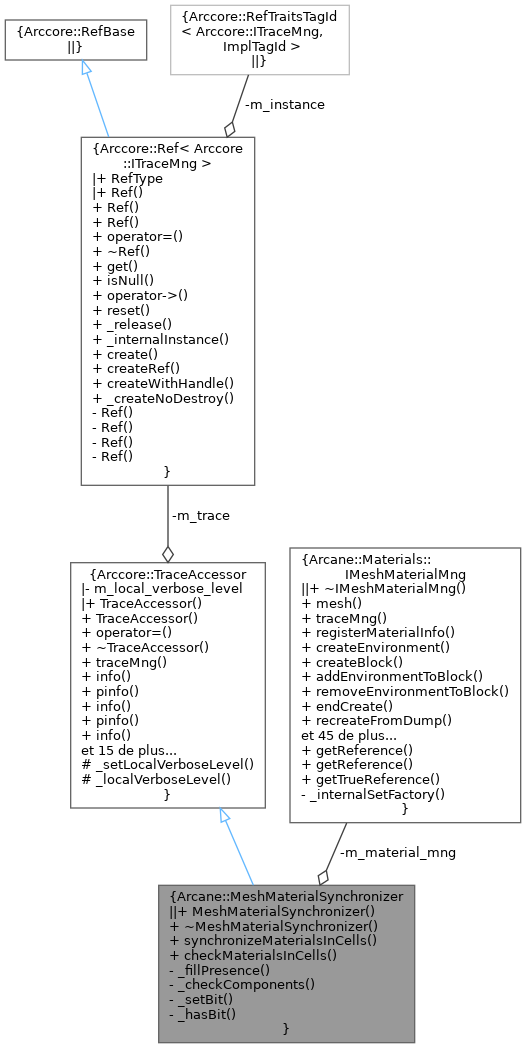 {Arccore::RefBase
||}
{Arccore::RefTraitsTagId
< Arccore::ITraceMng,
ImplTagId >
||}
-m_instance
{Arccore::Ref< Arccore
::ITraceMng >
|+ RefType
|+ Ref()
+ Ref()
+ Ref()
+ operator=()
+ ~Ref()
+ get()
+ isNull()
+ operator->()
+ reset()
+ _release()
+ _internalInstance()
+ create()
+ createRef()
+ createWithHandle()
+ _createNoDestroy()
- Ref()
- Ref()
- Ref()
- Ref()
}
-m_trace
{Arccore::TraceAccessor
|- m_local_verbose_level
|+ TraceAccessor()
+ TraceAccessor()
+ operator=()
+ ~TraceAccessor()
+ traceMng()
+ info()
+ pinfo()
+ info()
+ pinfo()
+ info()
et 15 de plus...
# _setLocalVerboseLevel()
# _localVerboseLevel()
}
{Arcane::Materials::
IMeshMaterialMng
||+ ~IMeshMaterialMng()
+ mesh()
+ traceMng()
+ registerMaterialInfo()
+ createEnvironment()
+ createBlock()
+ addEnvironmentToBlock()
+ removeEnvironmentToBlock()
+ endCreate()
+ recreateFromDump()
et 45 de plus...
+ getReference()
+ getReference()
+ getTrueReference()
- _internalSetFactory()
}
-m_material_mng
{Arcane::MeshMaterialSynchronizer
||+ MeshMaterialSynchronizer()
+ ~MeshMaterialSynchronizer()
+ synchronizeMaterialsInCells()
+ checkMaterialsInCells()
- _fillPresence()
- _checkComponents()
- _setBit()
- _hasBit()
}